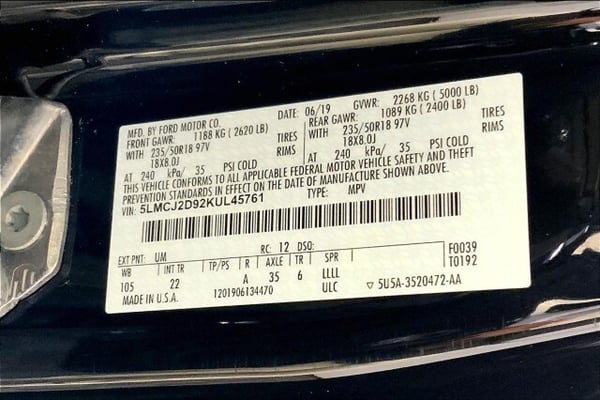 MFD. BY FORD MOTOR CO. DATE: 06/19 GVWR: 2268 KG ( 5000 LB)
FRONT GAWR: 1188 KG ( 2620 LB) REAR GAWR: 1089 KG ( 2400 LB)
WITH 235/50R18 97V TIRES WITH 235/50R18 97V TIRES
18X8.0J RIMS 18X8.0J RIMS
AT 240 kPa/ 35 PSI COLD AT 240 kPa/ 35 PSI COLD
THIS VEHICLE CONFORMS TO ALL APPLICABLE FEDERAL MOTOR VEHICLE SAFETY AND THEFT
PREVENTION STANDARDS IN EFFECT ON THE DATE OF MANUFACTURE SHOWN ABOVE.
VIN: 5LMCJ2D92KUL45761 TYPE: MPV
EXT PNT: UM RC: 12 DSO: F0039
WB INT TR TP/PS R AXLE TR SPR T0192
105 22 A 35 6 LLLL
MADE IN U.S.A. 1201906134470 ULC ▽ 5U5A-3520472-AA